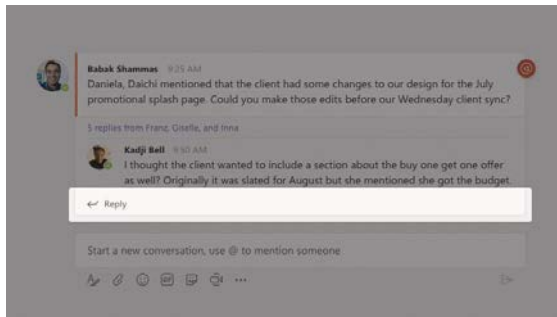 Babak Shammas 9:25 AM
Daniela, Daichi mentioned that the client had some changes to our design for the July
promotional splash page. Could you make those edits before our Wednesday client sync?
5 replies from Franz, Giselle, and Inna
Kadji Bell 9:50 AM
I thought the client wanted to include a section about the buy one get one offer
as well? Originally it was slated for August but she mentioned she got the budget.
Reply
Start a new conversation, use @ to mention someone
GIF